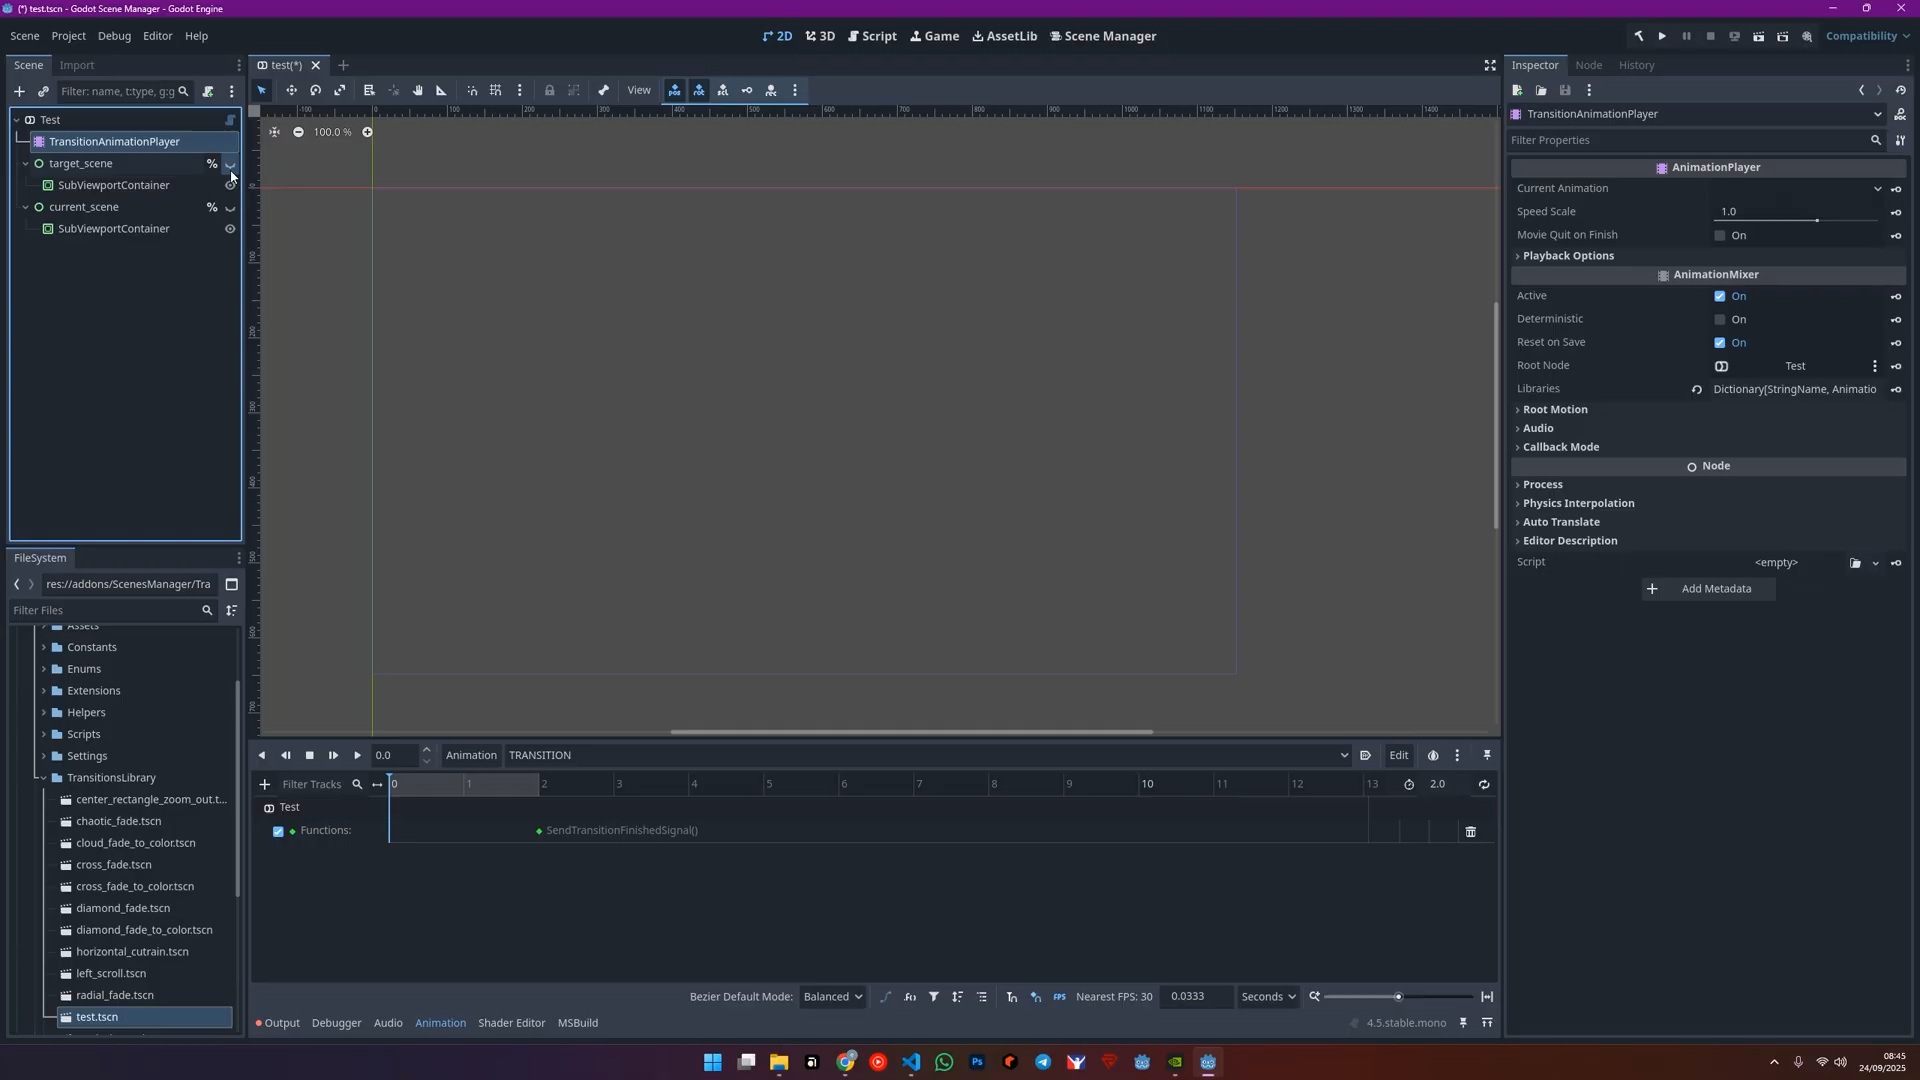 (*) test.tscn - Godot Scene Manager - Godot Engine
Scene Project Debug Editor Help
2D 3D Script Game AssetLib Scene Manager
Compatibility
Scene Import
test(*)
Inspector Node History
Filter: name, t:type, g:g
View
Test
TransitionAnimationPlayer
target_scene
SubViewportContainer
current_scene
SubViewportContainer
100.0 %
TransitionAnimationPlayer
Filter Properties
AnimationPlayer
Current Animation
Speed Scale 1.0
Movie Quit on Finish On
Playback Options
AnimationMixer
Active On
Deterministic On
Reset on Save On
Root Node Test
Libraries Dictionary[StringName, Animatio
Root Motion
Audio
Callback Mode
Node
Process
Physics Interpolation
Auto Translate
Editor Description
Script <empty>
Add Metadata
FileSystem
res://addons/ScenesManager/Tra
Filter Files
Assets
Constants
Enums
Extensions
Helpers
Scripts
Settings
TransitionsLibrary
center_rectangle_zoom_out.t...
chaotic_fade.tscn
cloud_fade_to_color.tscn
cross_fade.tscn
cross_fade_to_color.tscn
diamond_fade.tscn
diamond_fade_to_color.tscn
horizontal_cutrain.tscn
left_scroll.tscn
radial_fade.tscn
test.tscn
0.0 Animation TRANSITION Edit
Filter Tracks 0 1 2 3 4 5 6 7 8 9 10 11 12 13 2.0
Test
Functions: SendTransitionFinishedSignal()
Bezier Default Mode: Balanced FPS Nearest FPS: 30 0.0333 Seconds
Output Debugger Audio Animation Shader Editor MSBuild
4.5.stable.mono
08:45
24/09/2025